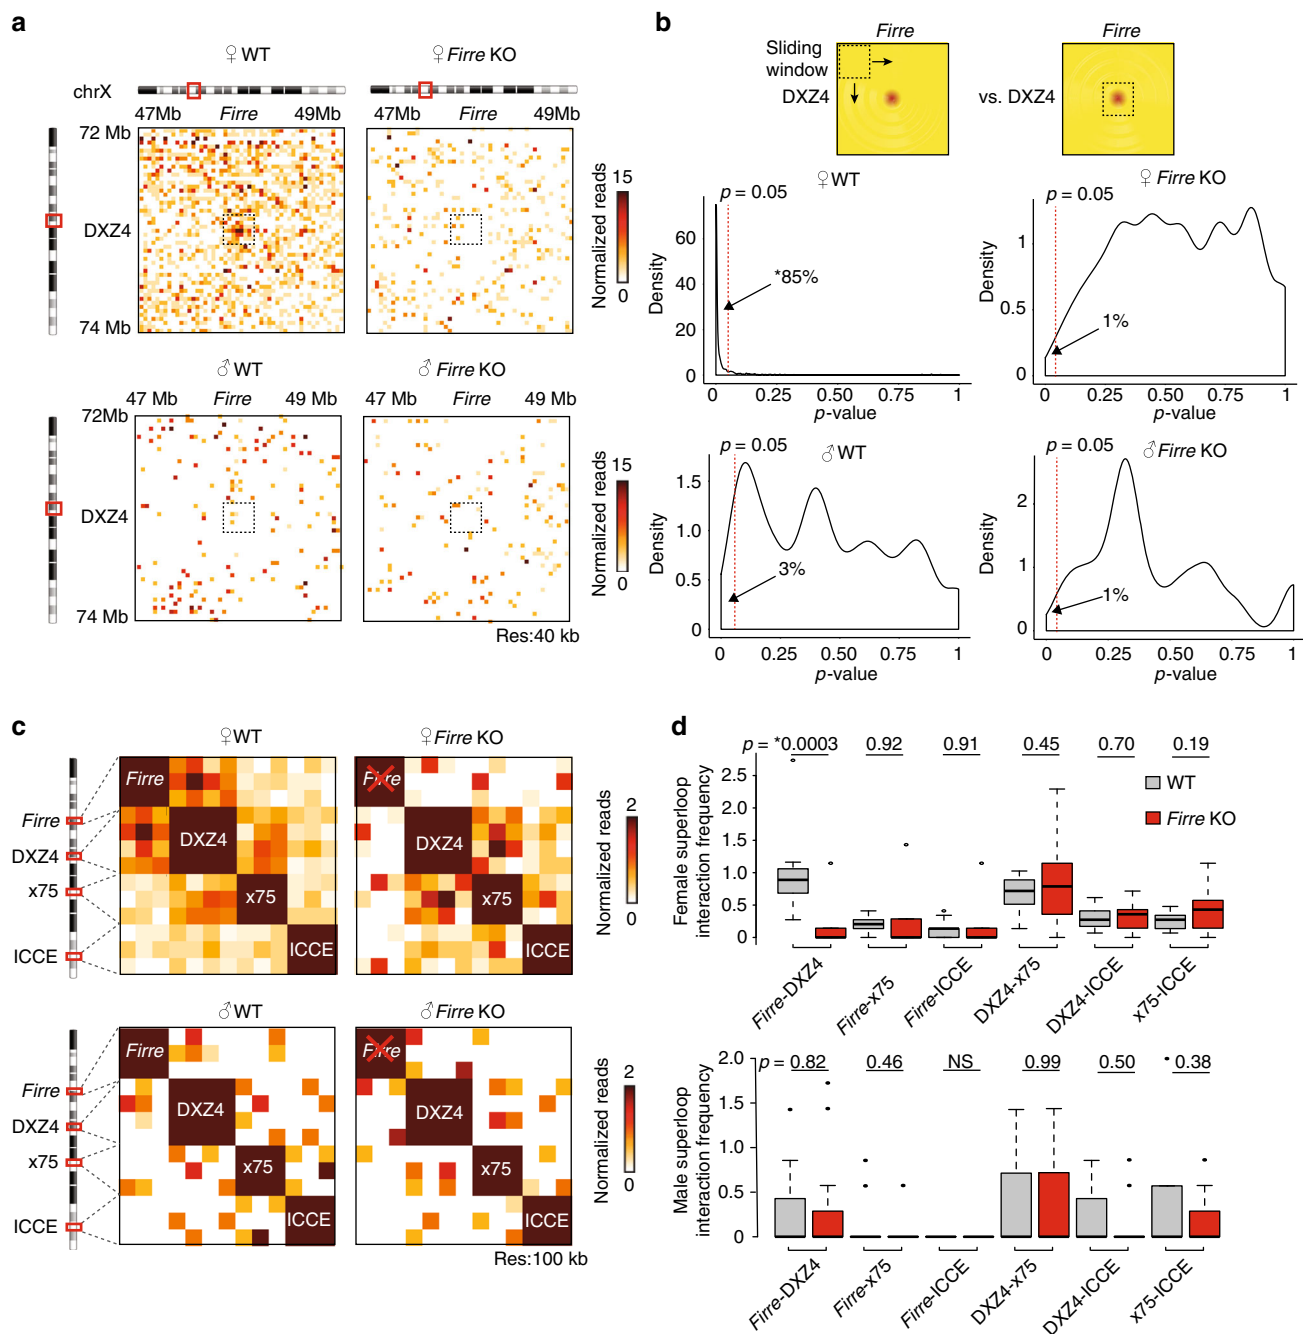 a
♀ WT
♀ Firre KO
chrX
47Mb Firre 49Mb
47Mb Firre 49Mb
72 Mb
DXZ4
74 Mb
15
Normalized reads
0
♂ WT
♂ Firre KO
47 Mb Firre 49 Mb
47 Mb Firre 49 Mb
72Mb
DXZ4
74 Mb
15
Normalized reads
0
Res:40 kb
b
Firre
Firre
Sliding
window
DXZ4
vs. DXZ4
♀WT
p = 0.05
60
40
20
0
Density
*85%
0 0.25 0.50 0.75 1
p-value
♀ Firre KO
p = 0.05
1
0.5
0
Density
1%
0 0.25 0.50 0.75 1
p-value
♂WT
p = 0.05
1.5
1.0
0.5
0
Density
3%
0 0.25 0.50 0.75 1
p-value
♂Firre KO
p = 0.05
2
1
0
Density
1%
0 0.25 0.50 0.75 1
p-value
c
♀WT
♀Firre KO
Firre
DXZ4
x75
ICCE
Firre
DXZ4
x75
ICCE
Firre
DXZ4
x75
ICCE
2
Normalized reads
0
♂WT
♂Firre KO
Firre
DXZ4
x75
ICCE
Firre
DXZ4
x75
ICCE
Firre
DXZ4
x75
ICCE
2
Normalized reads
0
Res:100 kb
d
p = *0.0003 0.92 0.91 0.45 0.70 0.19
WT
Firre KO
2.5
2.0
1.5
1.0
0.5
0
Female superloop
interaction frequency
Firre-DXZ4
Firre-x75
Firre-ICCE
DXZ4-x75
DXZ4-ICCE
x75-ICCE
p = 0.82 0.46 NS 0.99 0.50 0.38
2.0
1.5
1.0
0.5
0
Male superloop
interaction frequency
Firre-DXZ4
Firre-x75
Firre-ICCE
DXZ4-x75
DXZ4-ICCE
x75-ICCE